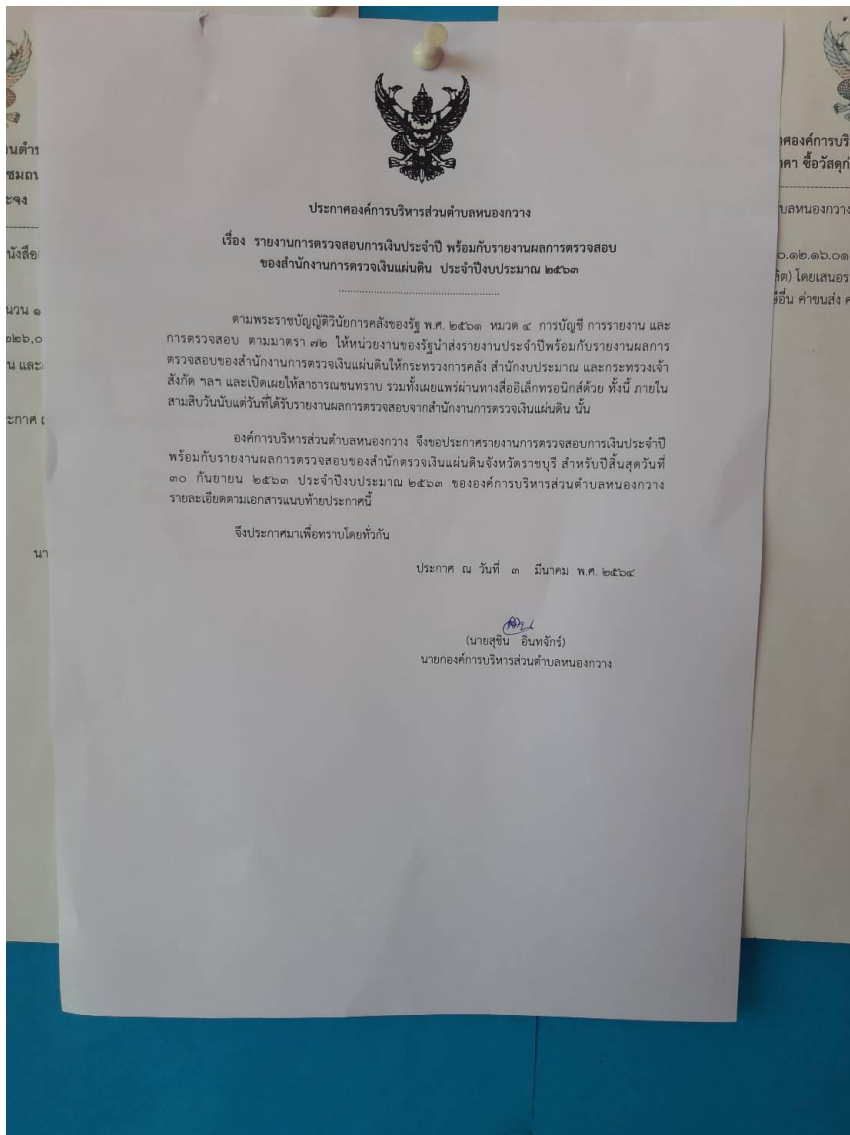 ประกาศองค์การบริหารส่วนตำบลหนองกวาง
เรื่อง รายงานการตรวจสอบการเงินประจำปี พร้อมกับรายงานผลการตรวจสอบ
ของสำนักงานการตรวจเงินแผ่นดิน ประจำปีงบประมาณ ๒๕๖๓
ตามพระราชบัญญัติวินัยการคลังของรัฐ พ.ศ. ๒๕๖๑ หมวด ๔ การบัญชี การรายงาน และ
การตรวจสอบ ตามมาตรา ๗๒ ให้หน่วยงานของรัฐนำส่งรายงานประจำปีพร้อมกับรายงานผลการ
ตรวจสอบของสำนักงานการตรวจเงินแผ่นดินให้กระทรวงการคลัง สำนักงบประมาณ และกระทรวงเจ้า
สังกัด ฯลฯ และเปิดเผยให้สาธารณชนทราบ รวมทั้งเผยแพร่ผ่านทางสื่ออิเล็กทรอนิกส์ด้วย ทั้งนี้ ภายใน
สามสิบวันนับแต่วันที่ได้รับรายงานผลการตรวจสอบจากสำนักงานการตรวจเงินแผ่นดิน นั้น
องค์การบริหารส่วนตำบลหนองกวาง จึงขอประกาศรายงานการตรวจสอบการเงินประจำปี
พร้อมกับรายงานผลการตรวจสอบของสำนักตรวจเงินแผ่นดินจังหวัดราชบุรี สำหรับปีสิ้นสุดวันที่
๓๐ กันยายน ๒๕๖๓ ประจำปีงบประมาณ ๒๕๖๓ ขององค์การบริหารส่วนตำบลหนองกวาง
รายละเอียดตามเอกสารแนบท้ายประกาศนี้
จึงประกาศมาเพื่อทราบโดยทั่วกัน
ประกาศ ณ วันที่ ๓ มีนาคม พ.ศ. ๒๕๖๔
(นายสุชิน อินทจักร์)
นายกองค์การบริหารส่วนตำบลหนองกวาง